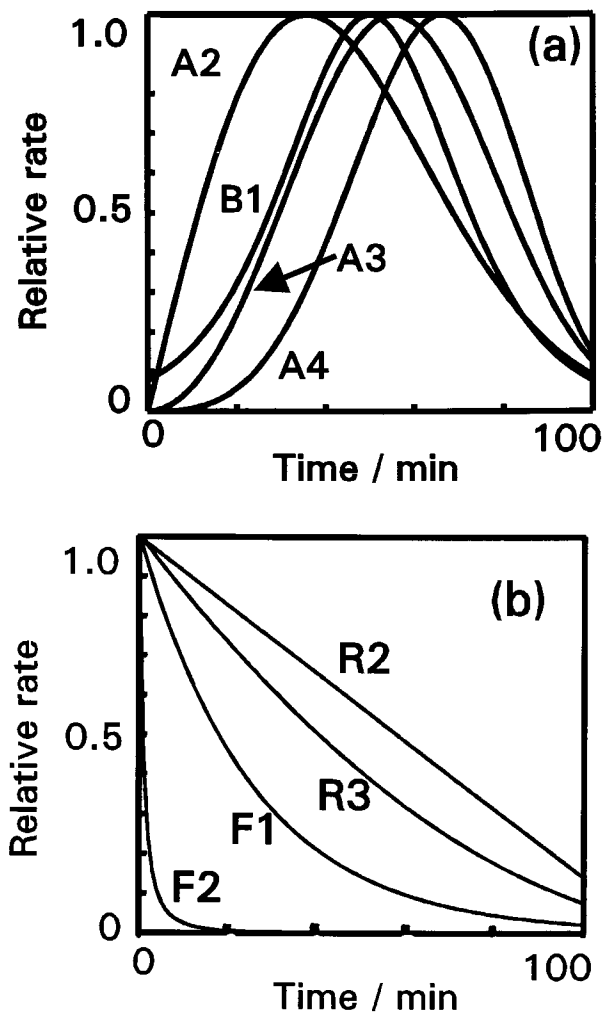 1.0
(a)
A2
0.5
B1
A3
A4
0
0
100
Time / min
Relative rate
1.0
(b)
R2
0.5
R3
F1
F2
0
0
100
Time / min
Relative rate